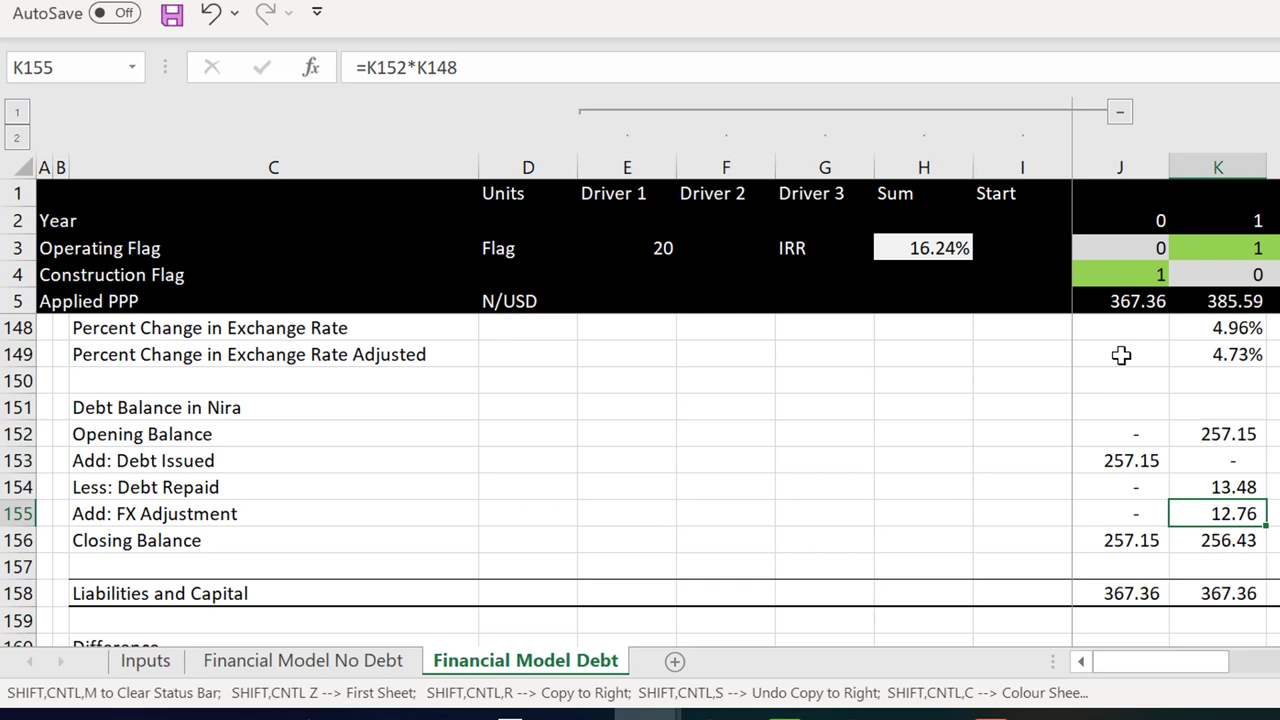 AutoSave Off
K155 fx =K152*K148
1
2
A B C D E F G H I J K
1 Units Driver 1 Driver 2 Driver 3 Sum Start
2 Year 0 1
3 Operating Flag Flag 20 IRR 16.24% 0 1
4 Construction Flag 1 0
5 Applied PPP N/USD 367.36 385.59
148 Percent Change in Exchange Rate 4.96%
149 Percent Change in Exchange Rate Adjusted 4.73%
150
151 Debt Balance in Nira
152 Opening Balance - 257.15
153 Add: Debt Issued 257.15 -
154 Less: Debt Repaid - 13.48
155 Add: FX Adjustment - 12.76
156 Closing Balance 257.15 256.43
157
158 Liabilities and Capital 367.36 367.36
159
160 Difference
Inputs Financial Model No Debt Financial Model Debt
SHIFT,CNTL,M to Clear Status Bar; SHIFT,CNTL Z --> First Sheet; SHIFT,CNTL,R --> Copy to Right; SHIFT,CNTL,S --> Undo Copy to Right; SHIFT,CNTL,C --> Colour Shee...